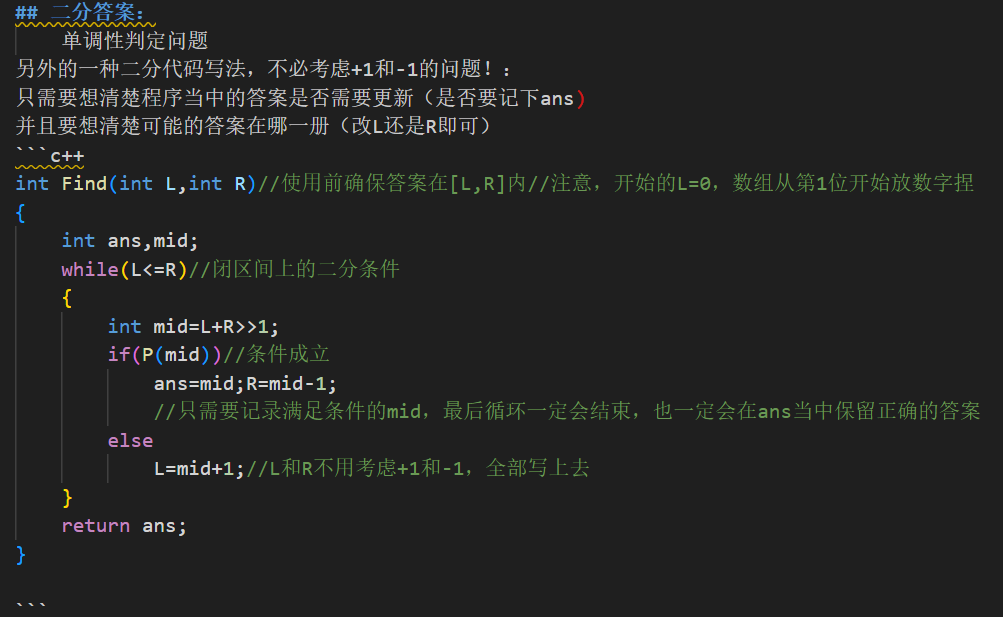 ## 二分答案：
单调性判定问题
另外的一种二分代码写法，不必考虑+1和-1的问题！：
只需要想清楚程序当中的答案是否需要更新（是否要记下ans)
并且要想清楚可能的答案在哪一册（改L还是R即可）
```c++
int Find(int L,int R)//使用前确保答案在[L,R]内//注意，开始的L=0，数组从第1位开始放数字捏
{
int ans,mid;
while(L<=R)//闭区间上的二分条件
{
int mid=L+R>>1;
if(P(mid))//条件成立
ans=mid;R=mid-1;
//只需要记录满足条件的mid，最后循环一定会结束，也一定会在ans当中保留正确的答案
else
L=mid+1;//L和R不用考虑+1和-1，全部写上去
}
return ans;
}
```